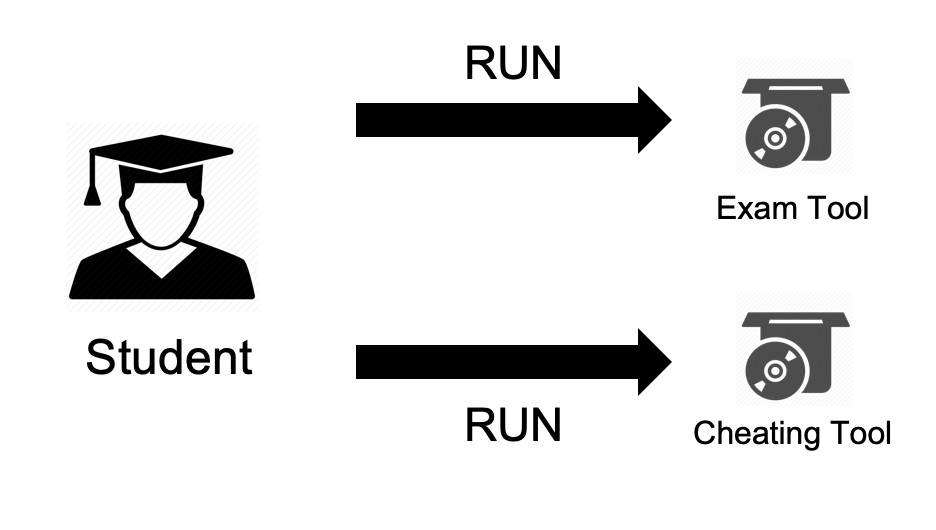 RUN
Exam Tool
Student
RUN
Cheating Tool